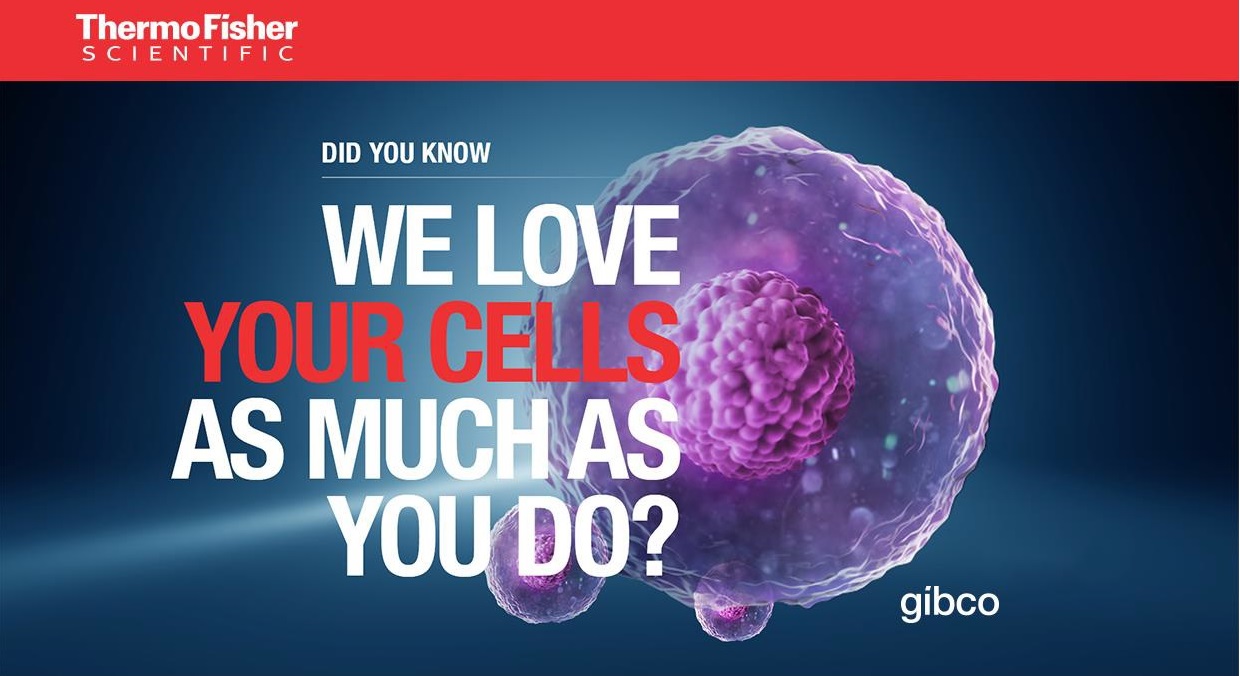 ThermoFisher
SCIENTIFIC
DID YOU KNOW
WE LOVE
YOUR CELLS
AS MUCH AS
YOU DO?
gibco